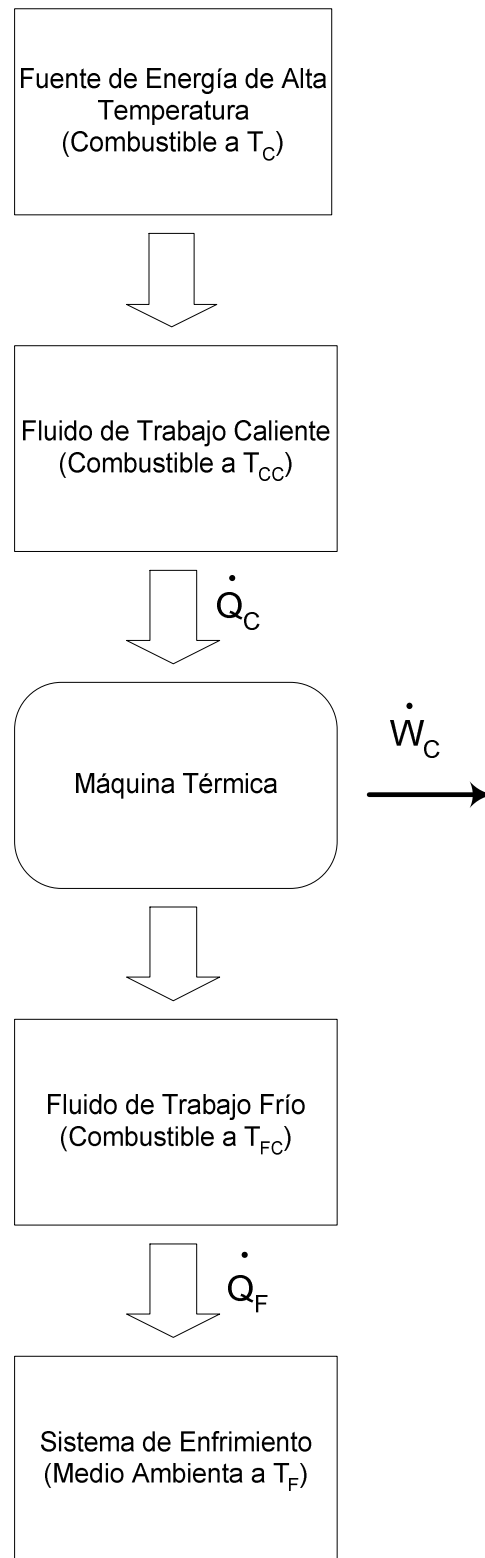 Fuente de Energía de Alta
Temperatura
(Combustible a T_C)
Fluido de Trabajo Caliente
(Combustible a T_CC)
Q̇_C
Ẇ_C
Máquina Térmica
Fluido de Trabajo Frío
(Combustible a T_FC)
Q̇_F
Sistema de Enfrimiento
(Medio Ambienta a T_F)